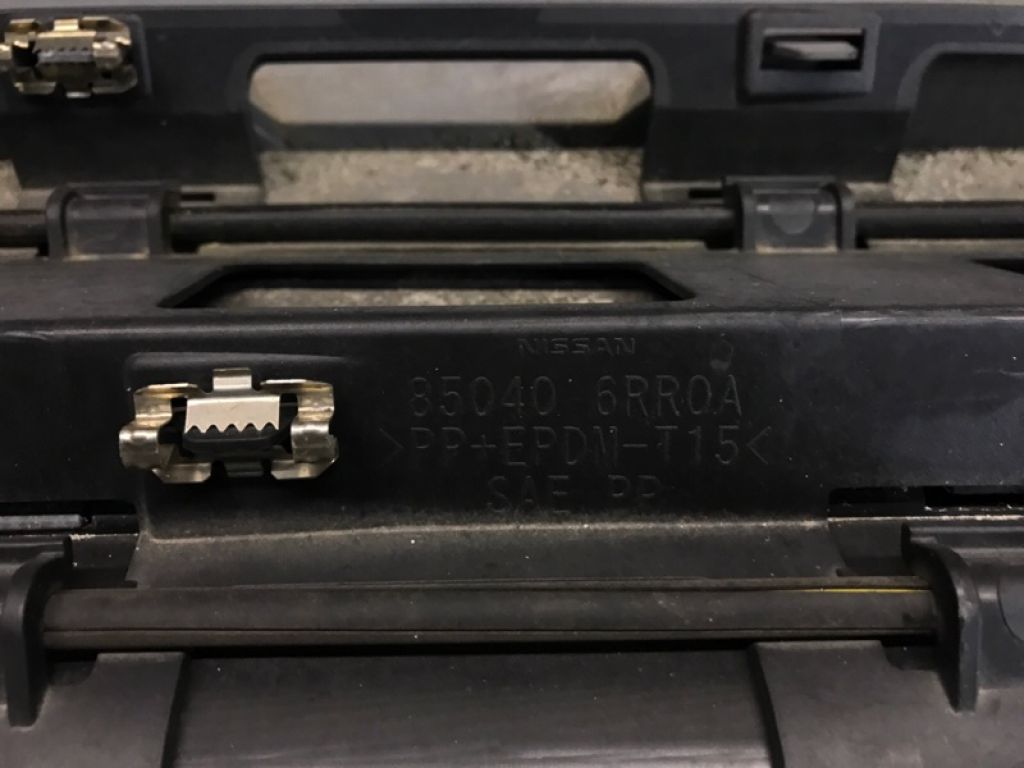 NISSAN
85040 6RR0A
>PP+EPDM-T15<
SAE PP